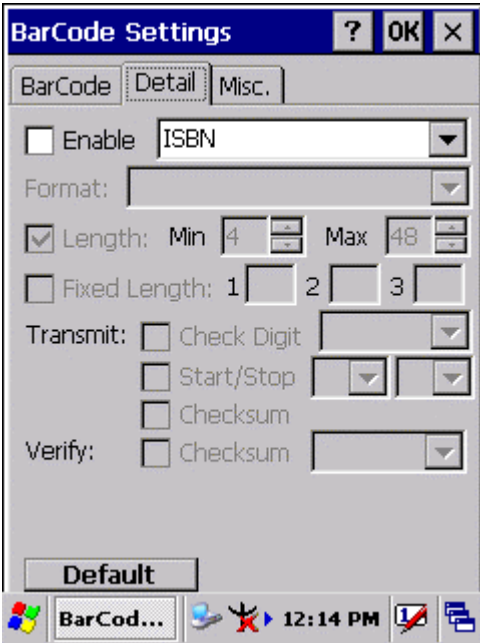 BarCode Settings ? OK ×
BarCode Detail Misc.
Enable ISBN
Format:
Length: Min 4 Max 48
Fixed Length: 1 2 3
Transmit: Check Digit
Start/Stop
Checksum
Verify: Checksum
Default
BarCod... 12:14 PM